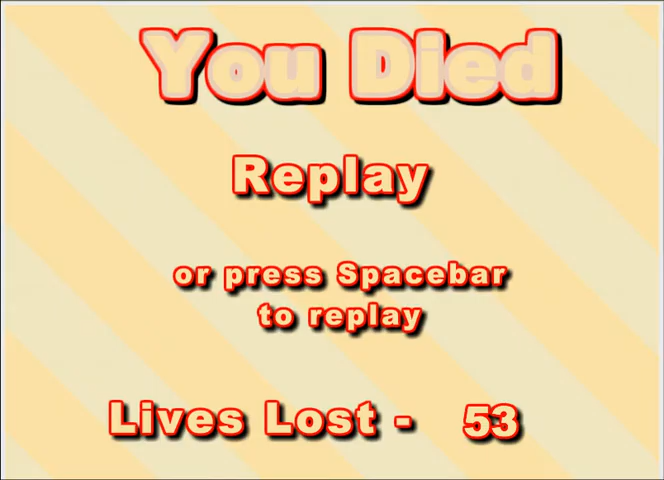 You Died
Replay
or press Spacebar
to replay
Lives Lost - 53